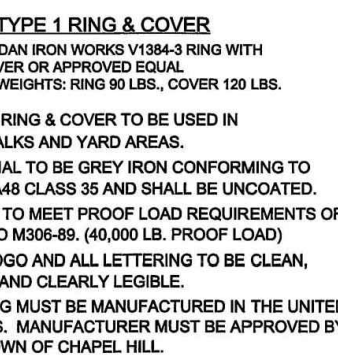 TYPE 1 RING & COVER
DAN IRON WORKS V1384-3 RING WITH
VER OR APPROVED EQUAL
WEIGHTS: RING 90 LBS., COVER 120 LBS.
RING & COVER TO BE USED IN
ALKS AND YARD AREAS.
IAL TO BE GREY IRON CONFORMING TO
A48 CLASS 35 AND SHALL BE UNCOATED.
TO MEET PROOF LOAD REQUIREMENTS OF
O M306-89. (40,000 LB. PROOF LOAD)
OGO AND ALL LETTERING TO BE CLEAN,
AND CLEARLY LEGIBLE.
G MUST BE MANUFACTURED IN THE UNITE
S. MANUFACTURER MUST BE APPROVED BY
WN OF CHAPEL HILL.